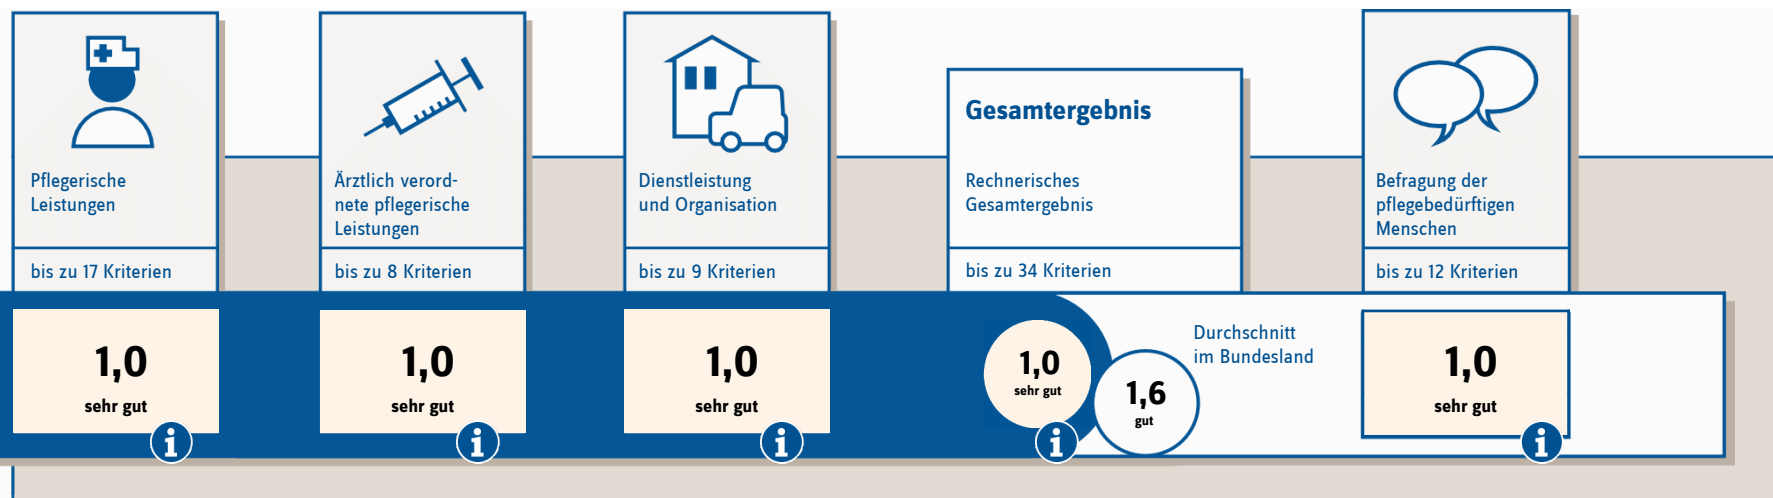 Pflegerische
Leistungen
bis zu 17 Kriterien
1,0
sehr gut
i
Ärztlich verord-
nete pflegerische
Leistungen
bis zu 8 Kriterien
1,0
sehr gut
i
Dienstleistung
und Organisation
bis zu 9 Kriterien
1,0
sehr gut
i
Gesamtergebnis
Rechnerisches
Gesamtergebnis
bis zu 34 Kriterien
1,0
sehr gut
i
1,6
gut
Durchschnitt
im Bundesland
Befragung der
pflegebedürftigen
Menschen
bis zu 12 Kriterien
1,0
sehr gut
i